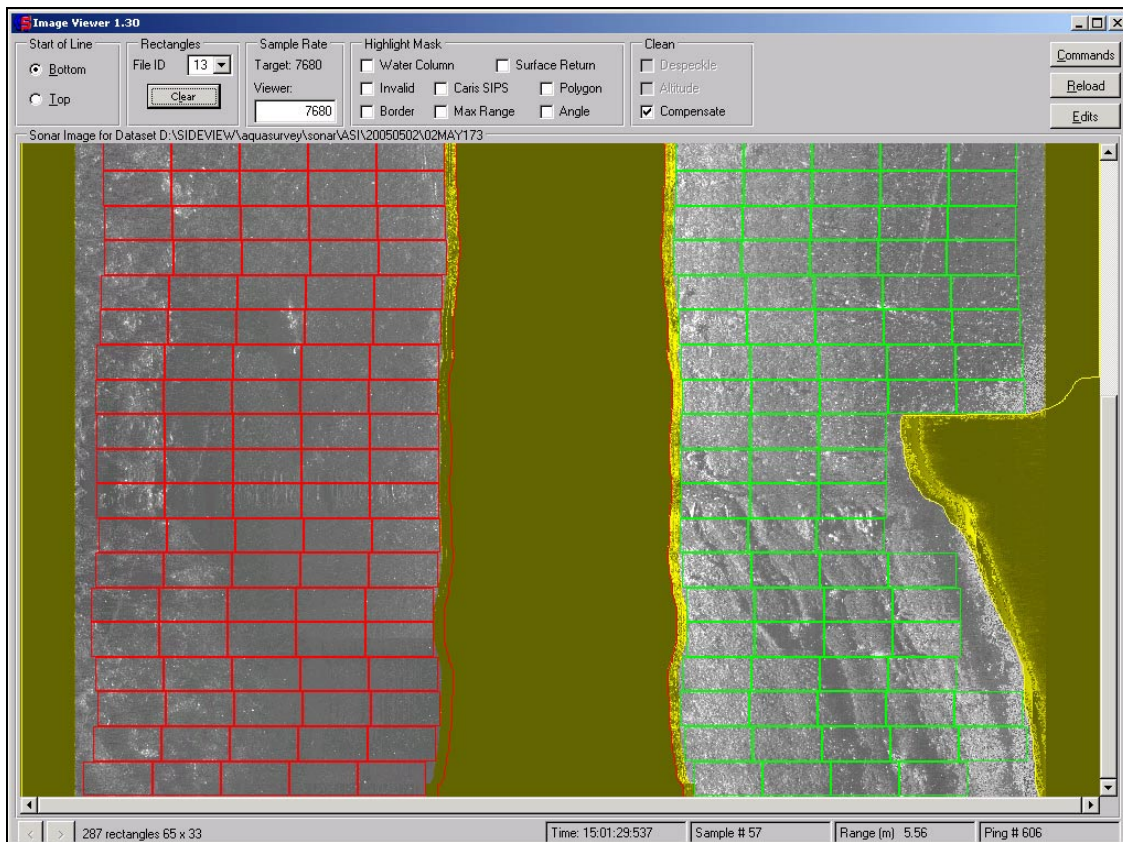 Image Viewer 1.30
Start of Line
Bottom
Top
Rectangles
File ID 13
Clear
Sample Rate
Target: 7680
Viewer:
7680
Highlight Mask
Water Column Surface Return
Invalid Caris SIPS Polygon
Border Max Range Angle
Clean
Despeckle
Altitude
Compensate
Commands
Reload
Edits
Sonar Image for Dataset D:\SIDEVIEW\aquasurvey\sonar\ASI\20050502\02MAY173
< > 287 rectangles 65 x 33 Time: 15:01:29:537 Sample # 57 Range (m) 5.56 Ping # 606